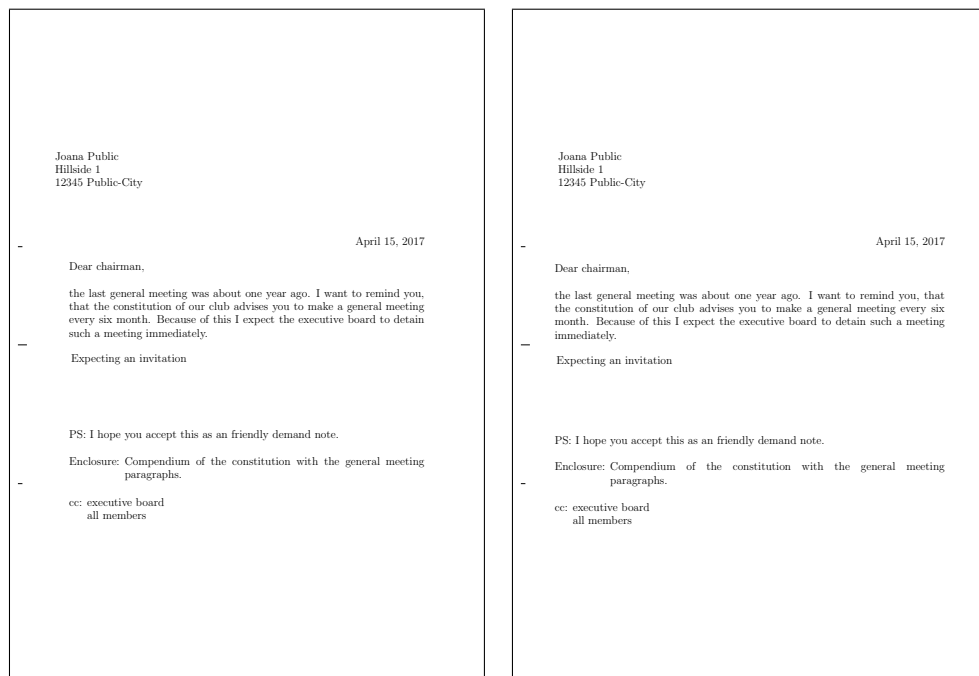 Joana Public
Hillside 1
12345 Public-City
April 15, 2017
Dear chairman,
the last general meeting was about one year ago. I want to remind you,
that the constitution of our club advises you to make a general meeting
every six month. Because of this I expect the executive board to detain
such a meeting immediately.
Expecting an invitation
PS: I hope you accept this as an friendly demand note.
Enclosure: Compendium of the constitution with the general meeting
paragraphs.
cc: executive board
all members
Joana Public
Hillside 1
12345 Public-City
April 15, 2017
Dear chairman,
the last general meeting was about one year ago. I want to remind you, that
the constitution of our club advises you to make a general meeting every six
month. Because of this I expect the executive board to detain such a meeting
immediately.
Expecting an invitation
PS: I hope you accept this as an friendly demand note.
Enclosure: Compendium of the constitution with the general meeting
paragraphs.
cc: executive board
all members